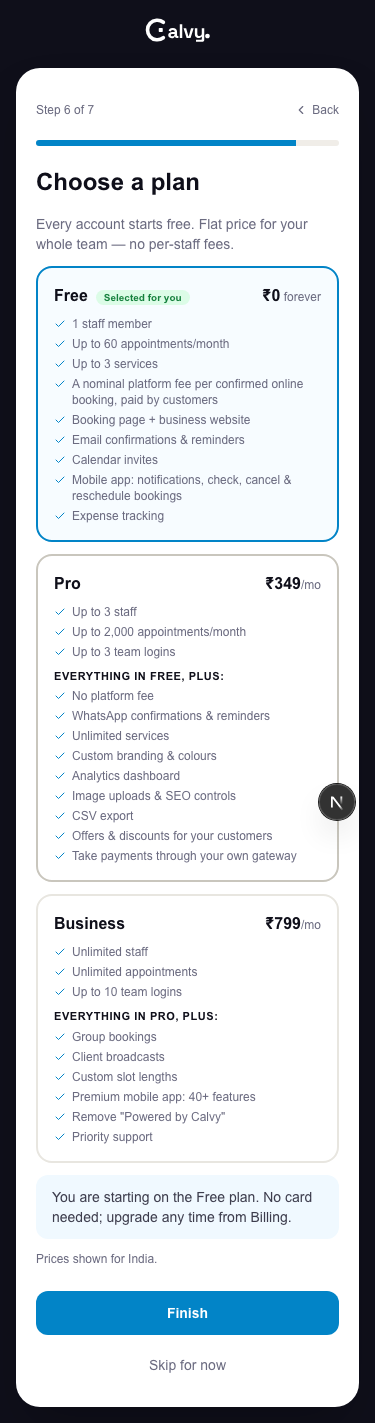 Calvy.
Step 6 of 7
Back
Choose a plan
Every account starts free. Flat price for your
whole team — no per-staff fees.
Free Selected for you ₹0 forever
1 staff member
Up to 60 appointments/month
Up to 3 services
A nominal platform fee per confirmed online
booking, paid by customers
Booking page + business website
Email confirmations & reminders
Calendar invites
Mobile app: notifications, check, cancel &
reschedule bookings
Expense tracking
Pro ₹349/mo
Up to 3 staff
Up to 2,000 appointments/month
Up to 3 team logins
EVERYTHING IN FREE, PLUS:
No platform fee
WhatsApp confirmations & reminders
Unlimited services
Custom branding & colours
Analytics dashboard
Image uploads & SEO controls
N
CSV export
Offers & discounts for your customers
Take payments through your own gateway
Business ₹799/mo
Unlimited staff
Unlimited appointments
Up to 10 team logins
EVERYTHING IN PRO, PLUS:
Group bookings
Client broadcasts
Custom slot lengths
Premium mobile app: 40+ features
Remove "Powered by Calvy"
Priority support
You are starting on the Free plan. No card
needed; upgrade any time from Billing.
Prices shown for India.
Finish
Skip for now